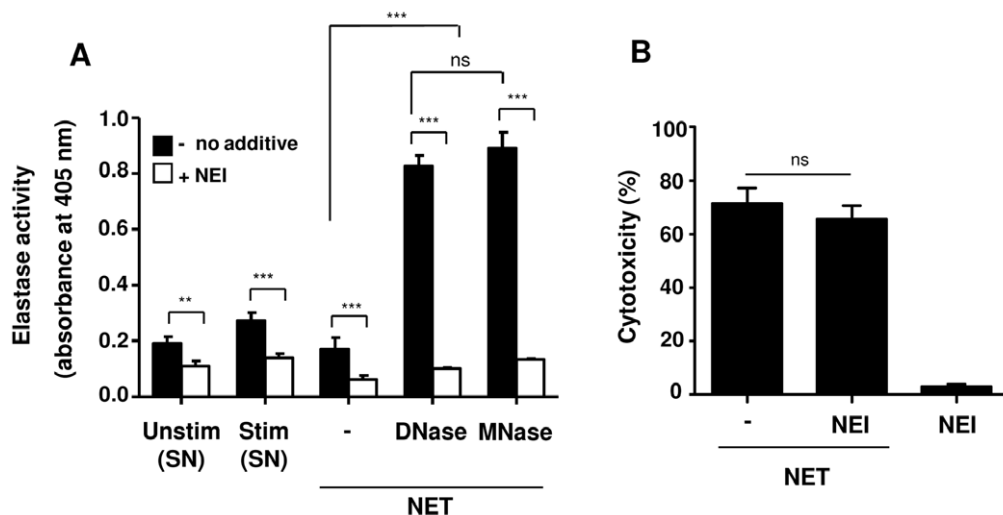 A
***
ns
***
***
**
***
***
- no additive
+ NEI
Elastase activity
(absorbance at 405 nm)
1.0
0.8
0.6
0.4
0.2
0.0
Unstim
(SN)
Stim
(SN)
-
DNase
MNase
NET
B
ns
Cytotoxicity (%)
100
80
60
40
20
0
-
NEI
NEI
NET